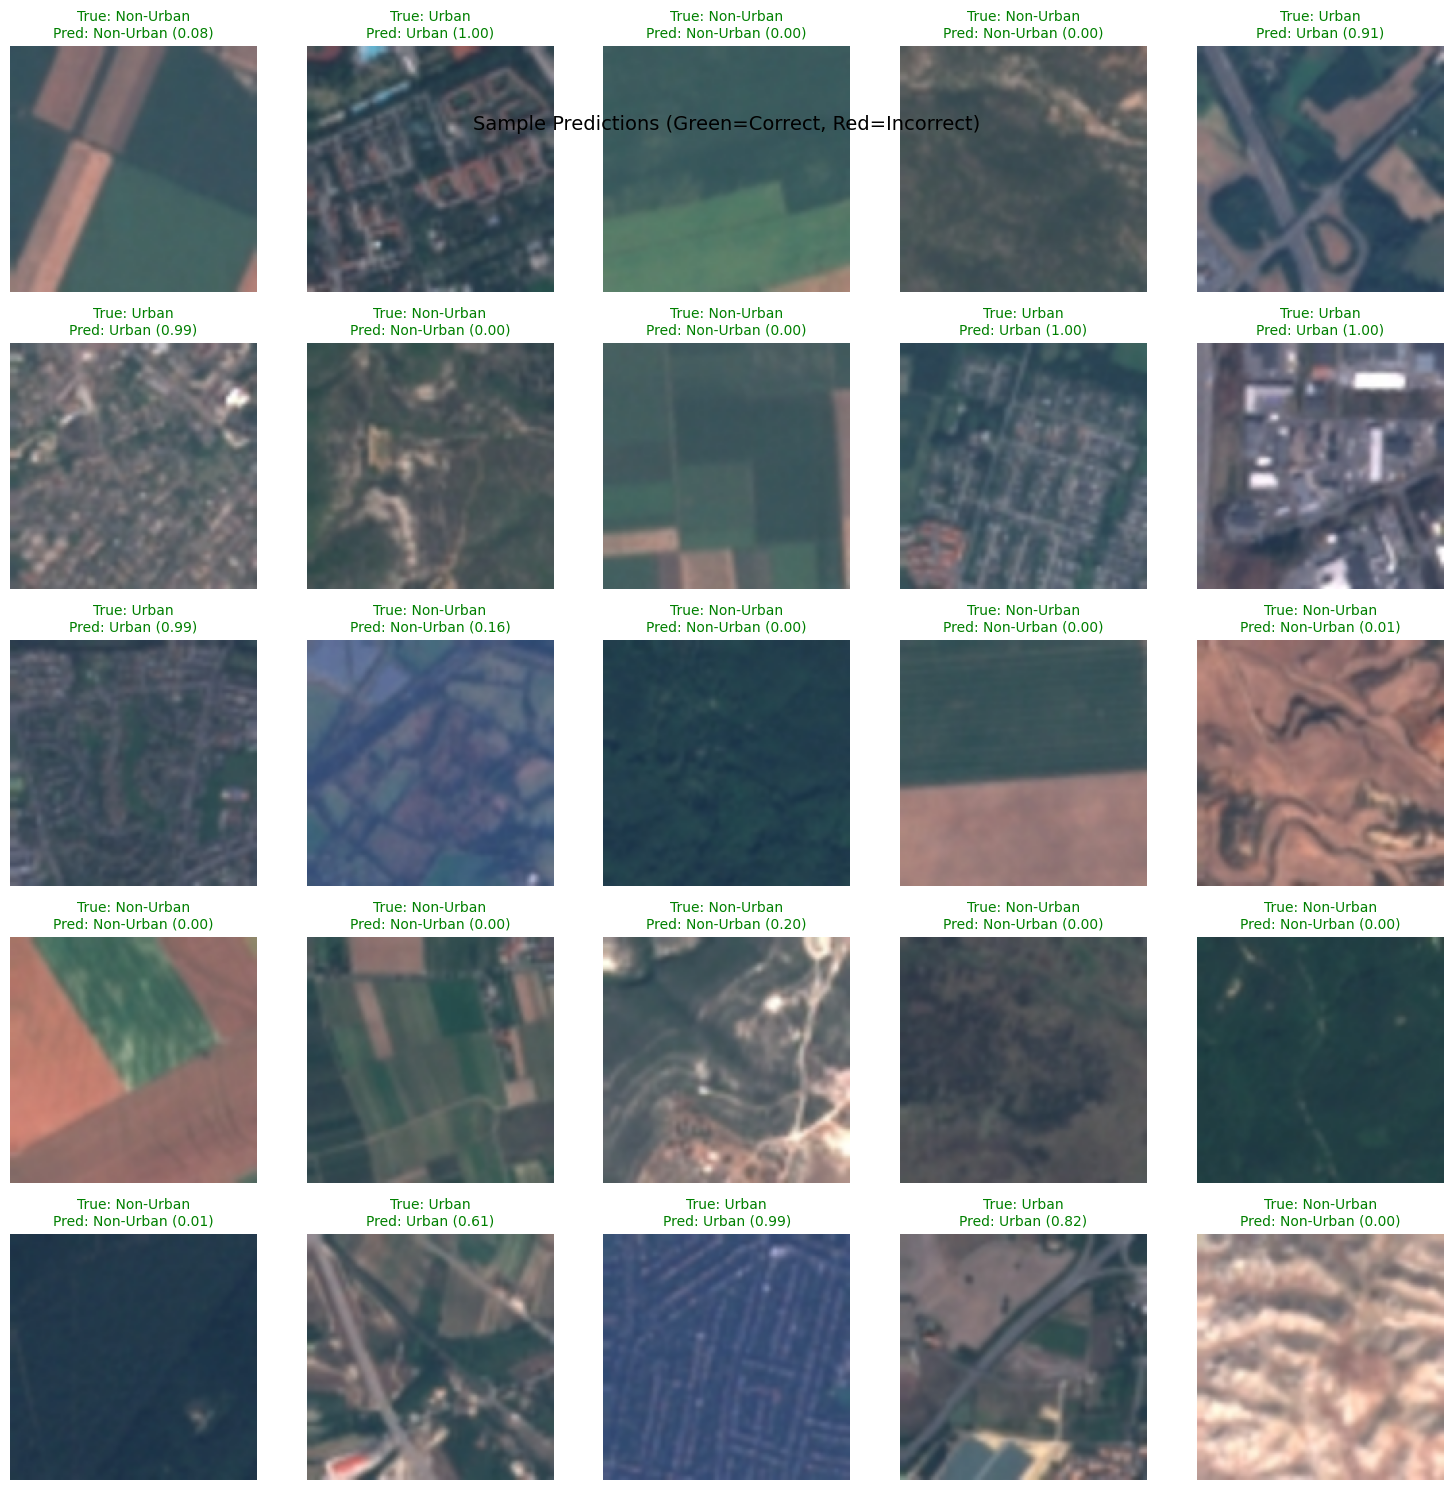 True: Non-Urban
Pred: Non-Urban (0.08)
True: Urban
Pred: Urban (1.00)
True: Non-Urban
Pred: Non-Urban (0.00)
True: Non-Urban
Pred: Non-Urban (0.00)
True: Urban
Pred: Urban (0.91)
Sample Predictions (Green=Correct, Red=Incorrect)
True: Urban
Pred: Urban (0.99)
True: Non-Urban
Pred: Non-Urban (0.00)
True: Non-Urban
Pred: Non-Urban (0.00)
True: Urban
Pred: Urban (1.00)
True: Urban
Pred: Urban (1.00)
True: Urban
Pred: Urban (0.99)
True: Non-Urban
Pred: Non-Urban (0.16)
True: Non-Urban
Pred: Non-Urban (0.00)
True: Non-Urban
Pred: Non-Urban (0.00)
True: Non-Urban
Pred: Non-Urban (0.01)
True: Non-Urban
Pred: Non-Urban (0.00)
True: Non-Urban
Pred: Non-Urban (0.00)
True: Non-Urban
Pred: Non-Urban (0.20)
True: Non-Urban
Pred: Non-Urban (0.00)
True: Non-Urban
Pred: Non-Urban (0.00)
True: Non-Urban
Pred: Non-Urban (0.01)
True: Urban
Pred: Urban (0.61)
True: Urban
Pred: Urban (0.99)
True: Urban
Pred: Urban (0.82)
True: Non-Urban
Pred: Non-Urban (0.00)